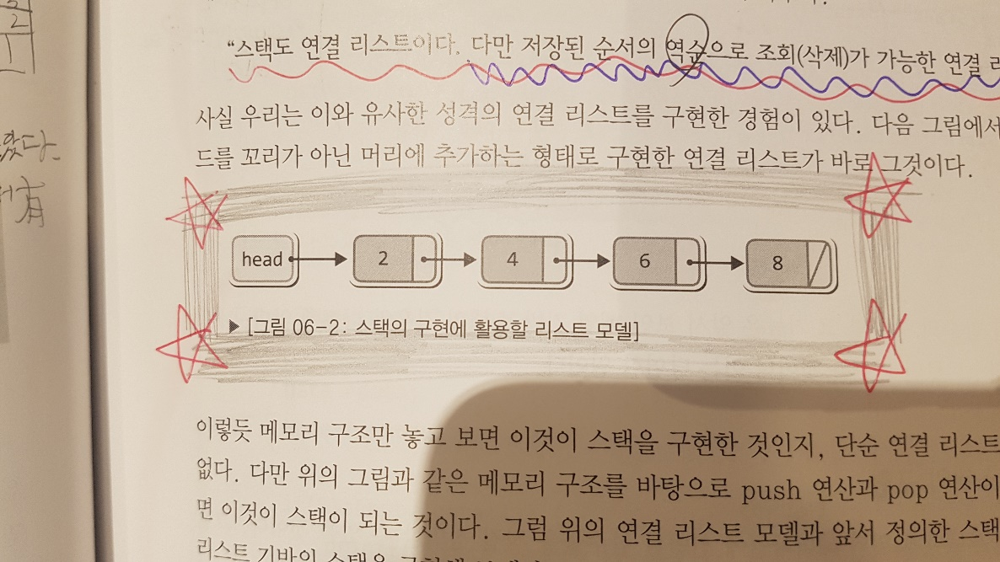 “스택도 연결 리스트이다. 다만 저장된 순서의 역순으로 조회(삭제)가 가능한 연결
사실 우리는 이와 유사한 성격의 연결 리스트를 구현한 경험이 있다. 다음 그림에서
드를 꼬리가 아닌 머리에 추가하는 형태로 구현한 연결 리스트가 바로 그것이다.
head 2 4 6 8
▶ [그림 06-2: 스택의 구현에 활용할 리스트 모델]
이렇듯 메모리 구조만 놓고 보면 이것이 스택을 구현한 것인지, 단순 연결 리스트
없다. 다만 위의 그림과 같은 메모리 구조를 바탕으로 push 연산과 pop 연산이
면 이것이 스택이 되는 것이다. 그럼 위의 연결 리스트 모델과 앞서 정의한 스택
리스트 기반의 스택을
2
1
有